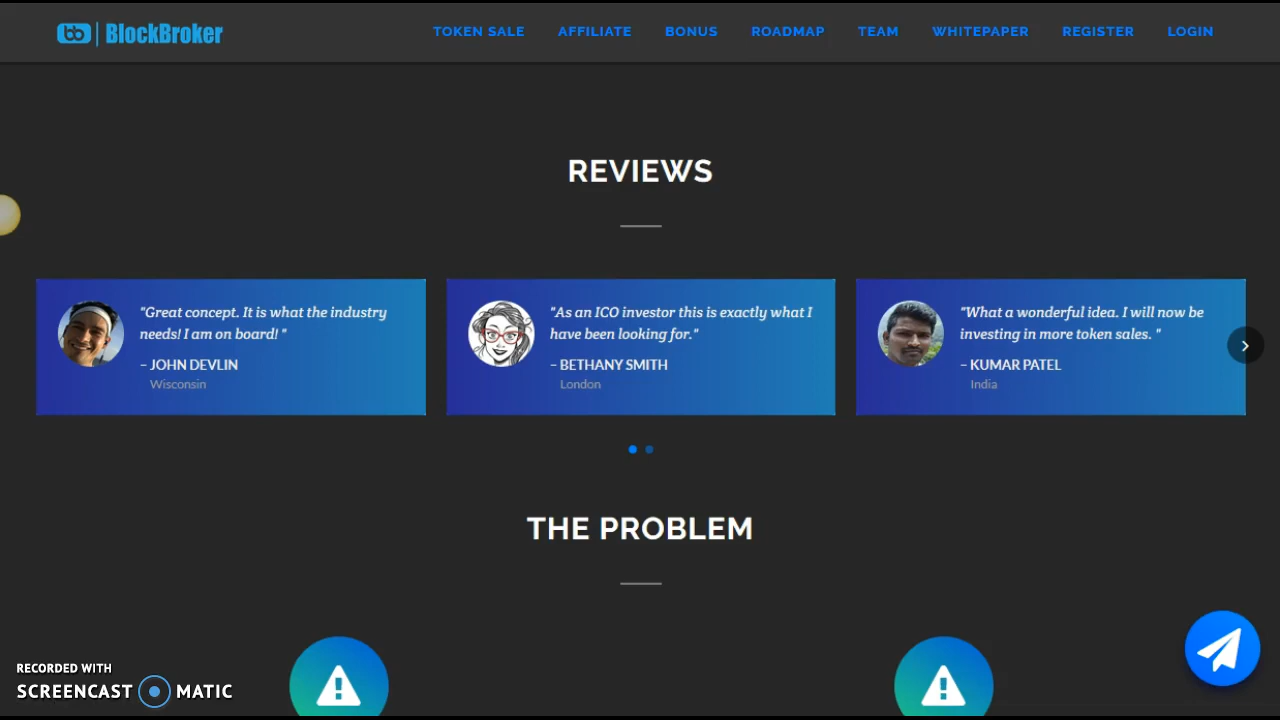 bb | BlockBroker
TOKEN SALE AFFILIATE BONUS ROADMAP TEAM WHITEPAPER REGISTER LOGIN
REVIEWS
"Great concept. It is what the industry
needs! I am on board! "
– JOHN DEVLIN
Wisconsin
"As an ICO investor this is exactly what I
have been looking for."
– BETHANY SMITH
London
"What a wonderful idea. I will now be
investing in more token sales. "
– KUMAR PATEL
India
THE PROBLEM
RECORDED WITH
SCREENCAST MATIC